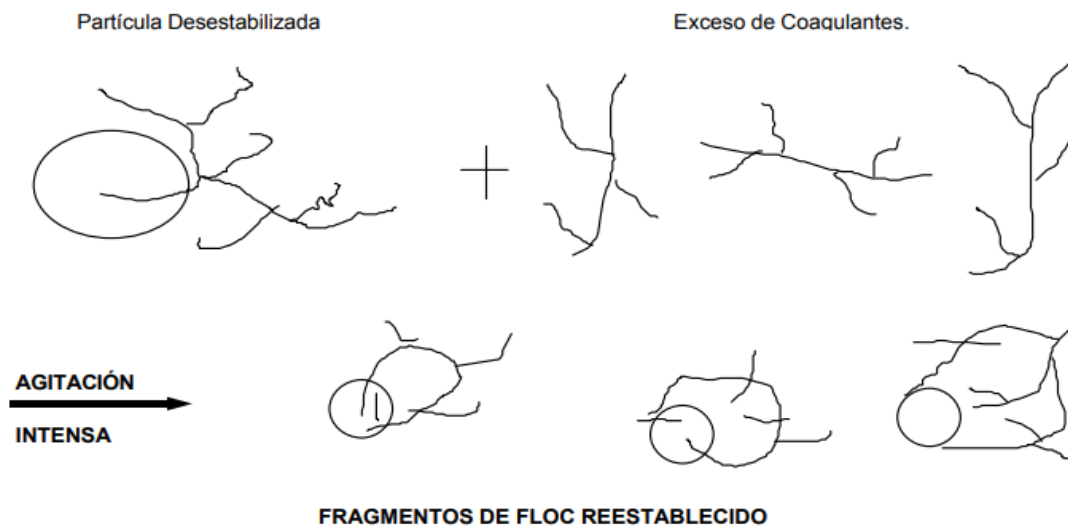 Partícula Desestabilizada
Exceso de Coagulantes.
AGITACIÓN
INTENSA
FRAGMENTOS DE FLOC REESTABLECIDO